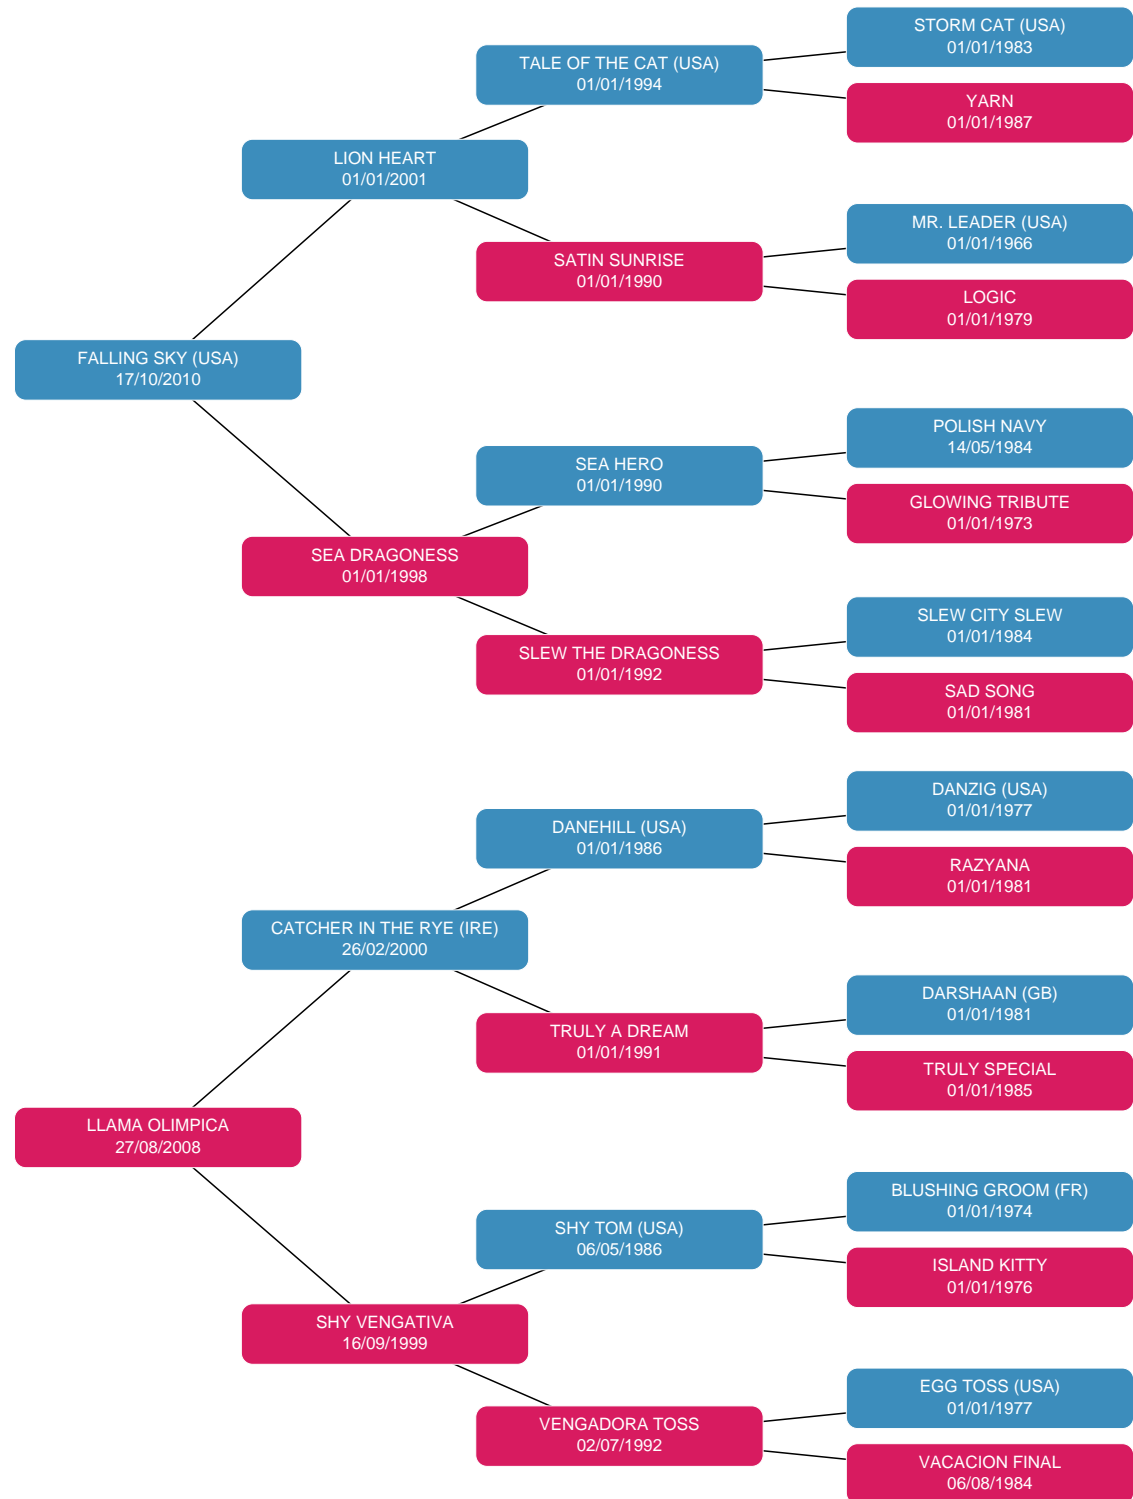 STORM CAT (USA)
01/01/1983
TALE OF THE CAT (USA)
01/01/1994
YARN
01/01/1987
LION HEART
01/01/2001
MR. LEADER (USA)
01/01/1966
SATIN SUNRISE
01/01/1990
LOGIC
01/01/1979
FALLING SKY (USA)
17/10/2010
POLISH NAVY
14/05/1984
SEA HERO
01/01/1990
GLOWING TRIBUTE
01/01/1973
SEA DRAGONESS
01/01/1998
SLEW CITY SLEW
01/01/1984
SLEW THE DRAGONESS
01/01/1992
SAD SONG
01/01/1981
DANZIG (USA)
01/01/1977
DANEHILL (USA)
01/01/1986
RAZYANA
01/01/1981
CATCHER IN THE RYE (IRE)
26/02/2000
DARSHAAN (GB)
01/01/1981
TRULY A DREAM
01/01/1991
TRULY SPECIAL
01/01/1985
LLAMA OLIMPICA
27/08/2008
BLUSHING GROOM (FR)
01/01/1974
SHY TOM (USA)
06/05/1986
ISLAND KITTY
01/01/1976
SHY VENGATIVA
16/09/1999
EGG TOSS (USA)
01/01/1977
VENGADORA TOSS
02/07/1992
VACACION FINAL
06/08/1984